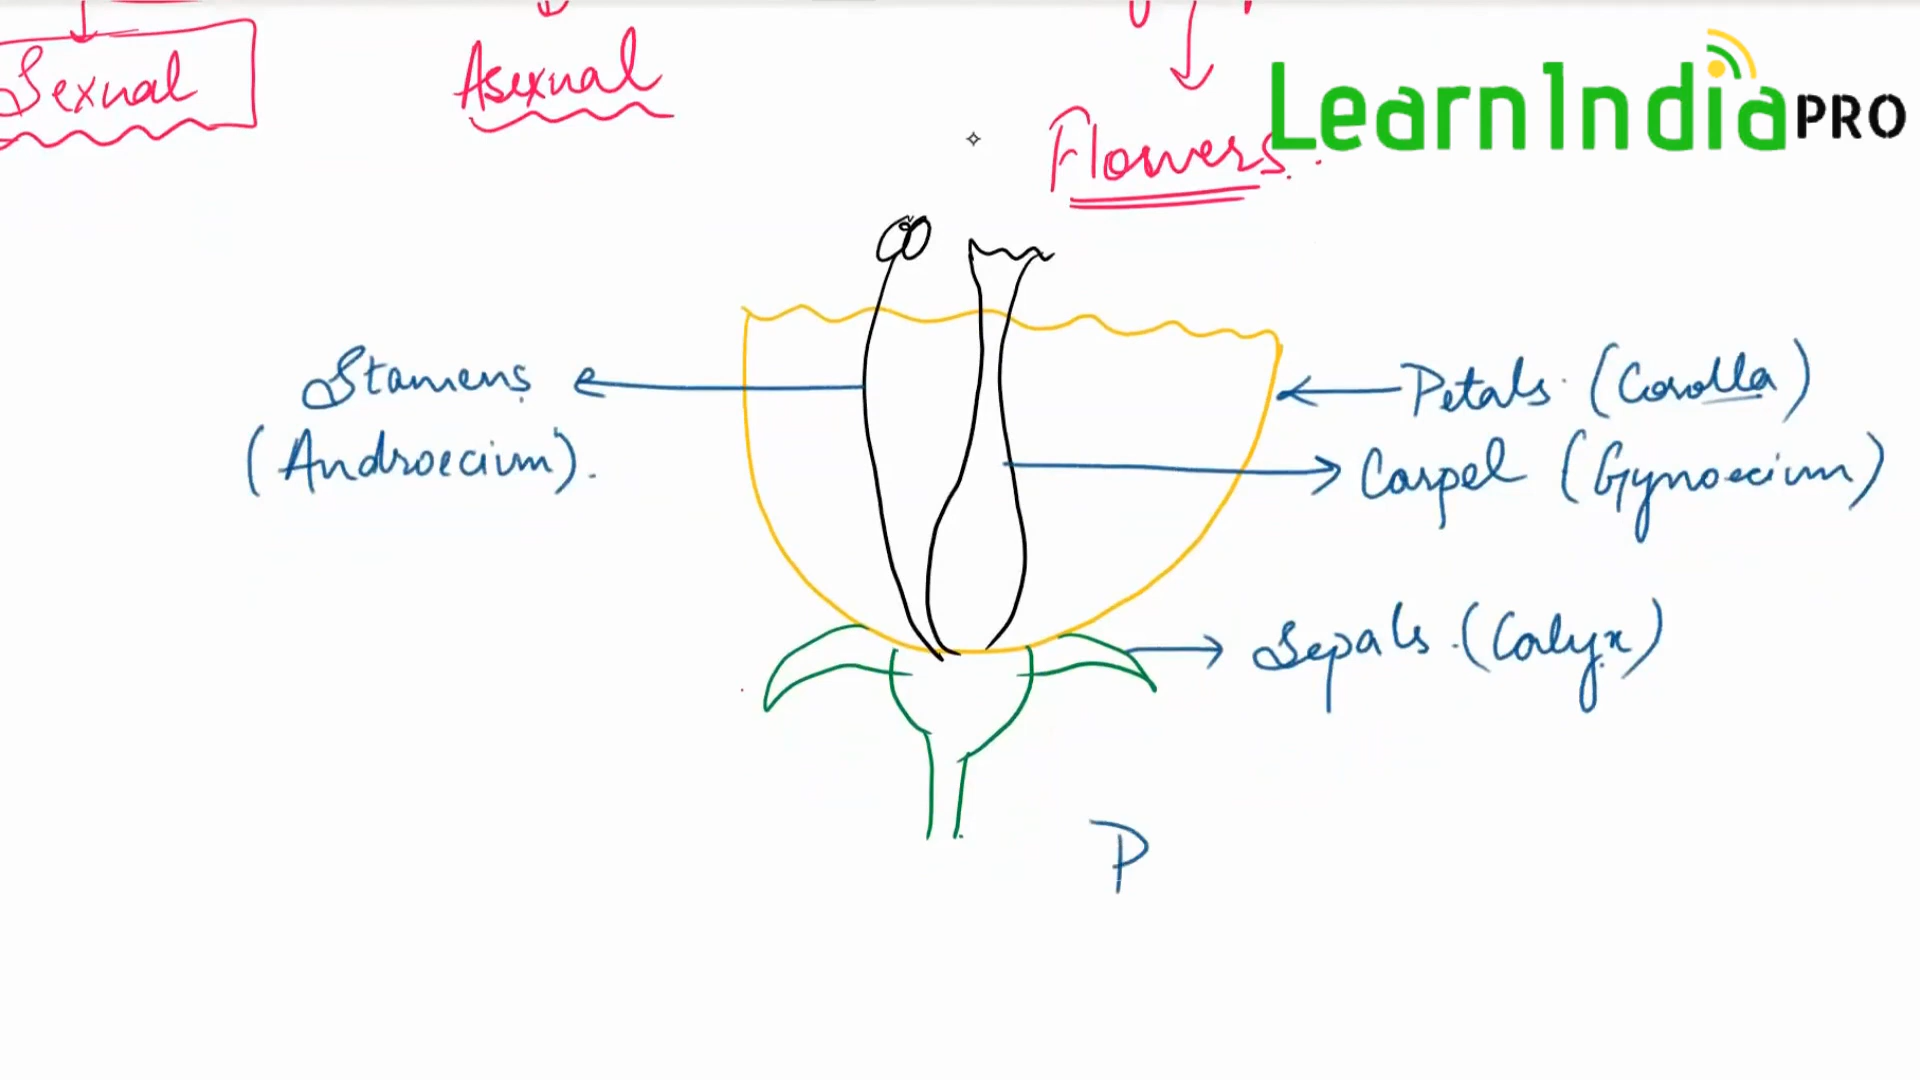 Sexual
Asexual
Flowers.
LearnIndia PRO
Stamens
(Androecium).
Petals. (Corolla)
Carpel (Gynoecium)
Sepals. (Calyx)
P